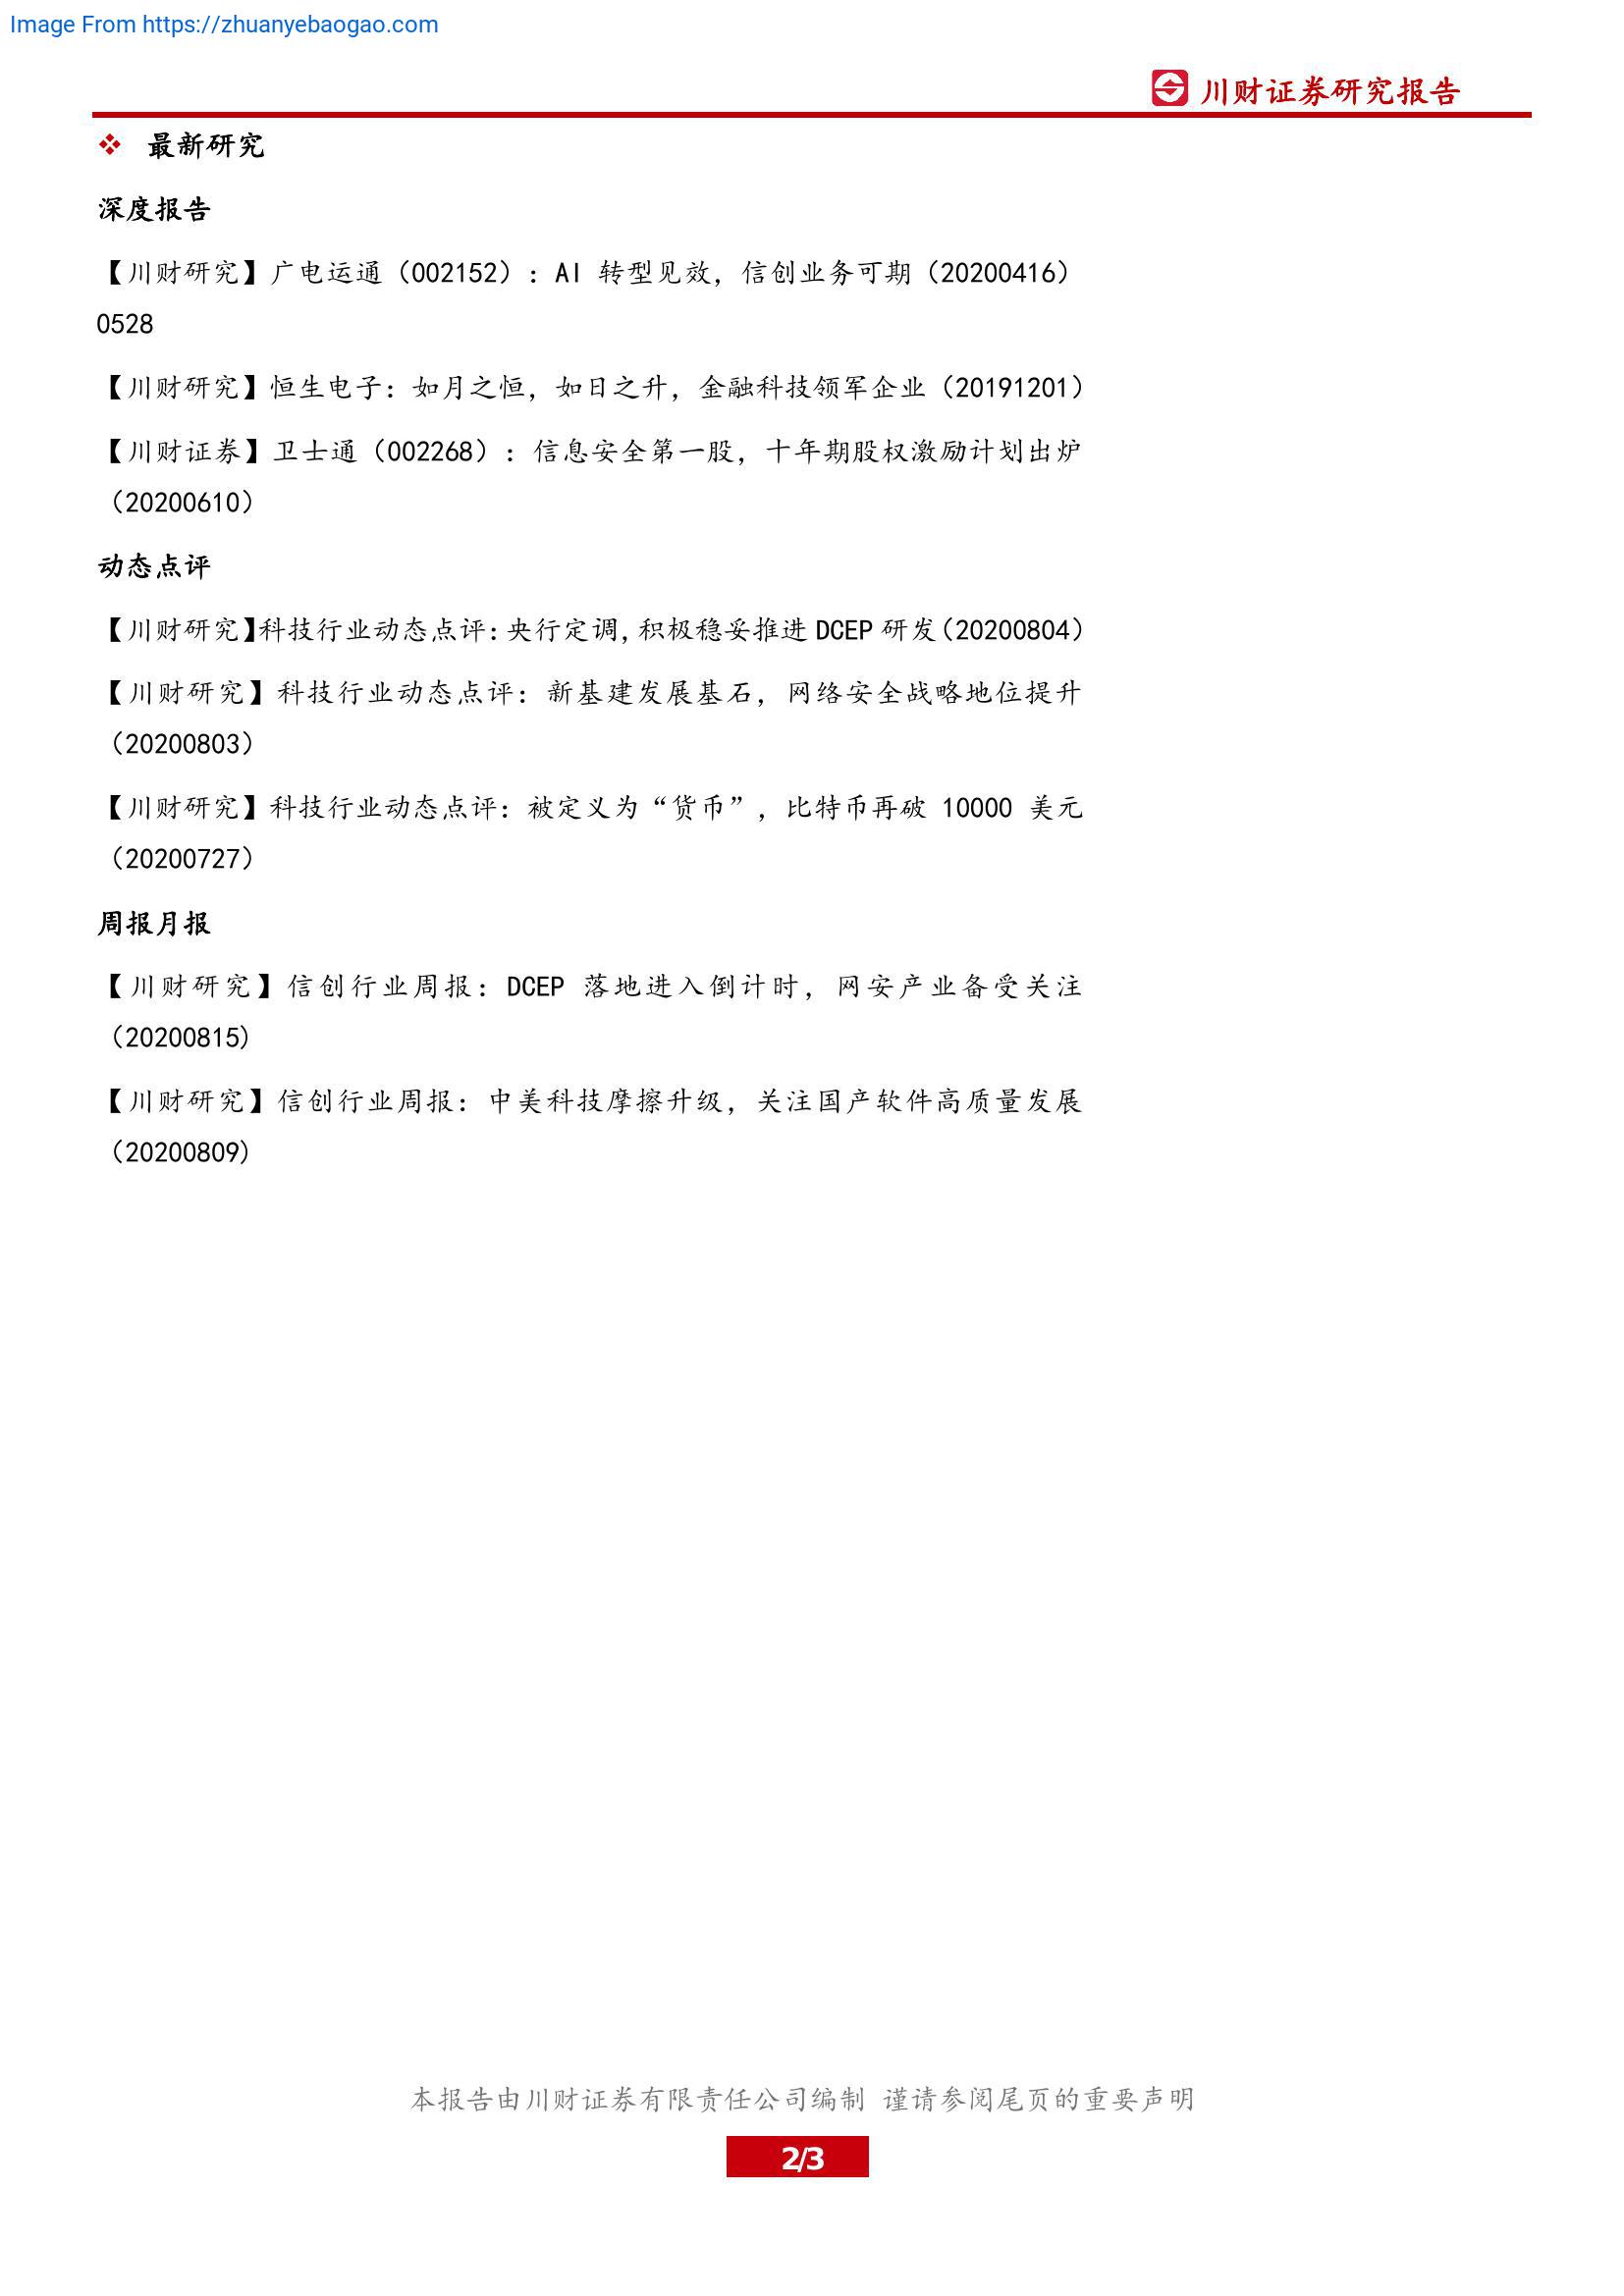 Image From https://zhuanyebaogao.com
川财证券研究报告
❖ 最新研究
深度报告
【川财研究】广电运通（002152）：AI 转型见效，信创业务可期（20200416）
0528
【川财研究】恒生电子：如月之恒，如日之升，金融科技领军企业（20191201）
【川财证券】卫士通（002268）：信息安全第一股，十年期股权激励计划出炉
（20200610）
动态点评
【川财研究】科技行业动态点评：央行定调，积极稳妥推进 DCEP 研发（20200804）
【川财研究】科技行业动态点评：新基建发展基石，网络安全战略地位提升
（20200803）
【川财研究】科技行业动态点评：被定义为“货币”，比特币再破 10000 美元
（20200727）
周报月报
【川财研究】信创行业周报：DCEP 落地进入倒计时，网安产业备受关注
（20200815)
【川财研究】信创行业周报：中美科技摩擦升级，关注国产软件高质量发展
（20200809)
本报告由川财证券有限责任公司编制 谨请参阅尾页的重要声明
2/3